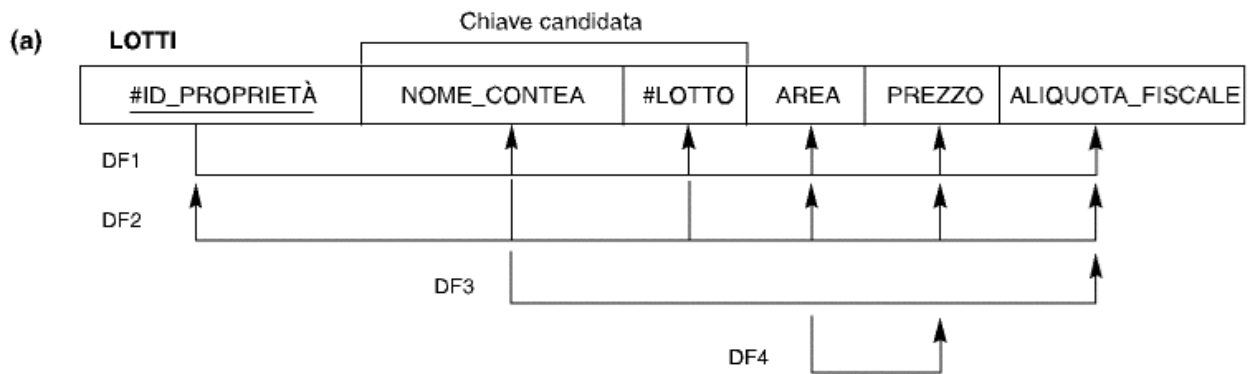 Chiave candidata
(a) LOTTI
#ID_PROPRIETÀ NOME_CONTEA #LOTTO AREA PREZZO ALIQUOTA_FISCALE
DF1
DF2
DF3
DF4